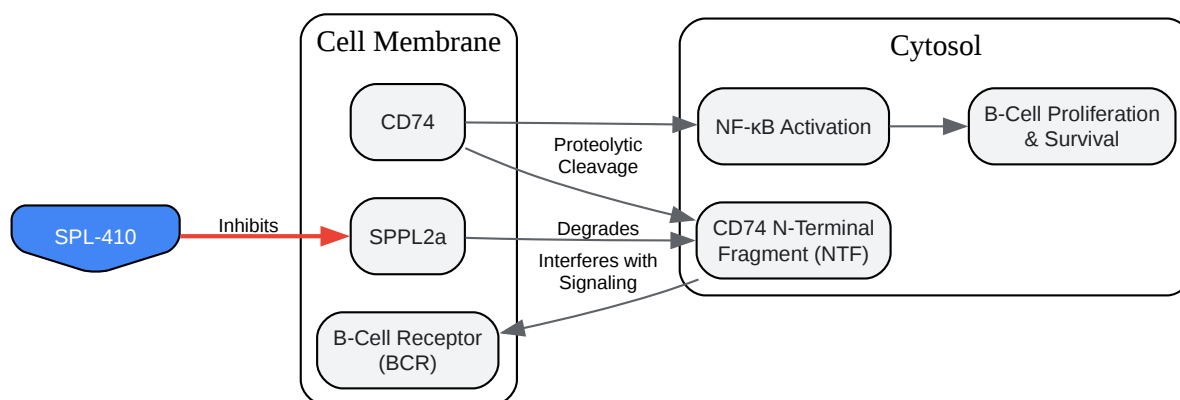 Cell Membrane
Cytosol
CD74
NF-κB Activation
B-Cell Proliferation
& Survival
Proteolytic
Cleavage
SPL-410
Inhibits
SPPL2a
Degrades
CD74 N-Terminal
Fragment (NTF)
Interferes with
Signaling
B-Cell Receptor
(BCR)